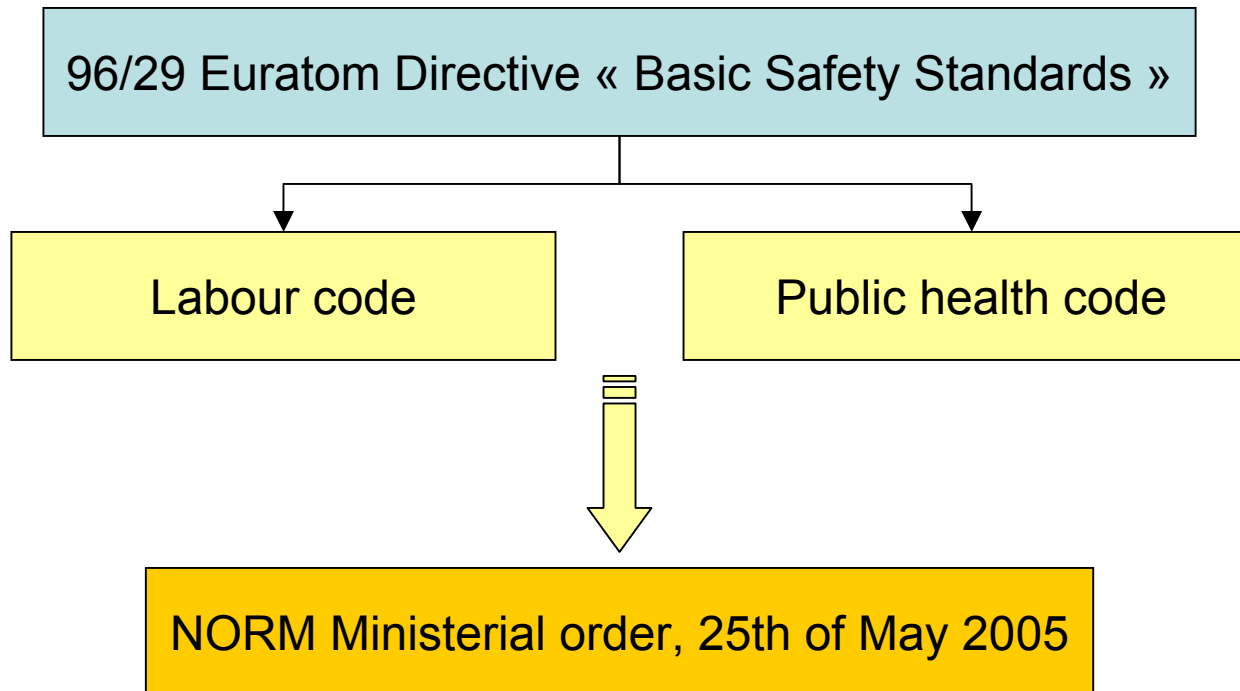 96/29 Euratom Directive « Basic Safety Standards »
Labour code
Public health code
NORM Ministerial order, 25th of May 2005